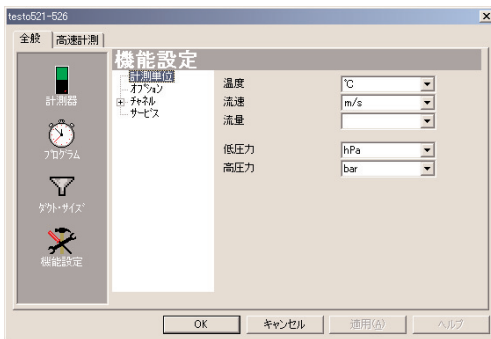 testo521-526
全般 高速計測
計測器
プログラム
ダクト・サイズ
機能設定
機能設定
計測単位
オプション
チャネル
サービス
温度 ℃
流速 m/s
流量
低圧力 hPa
高圧力 bar
OK キャンセル 適用(A) ヘルプ